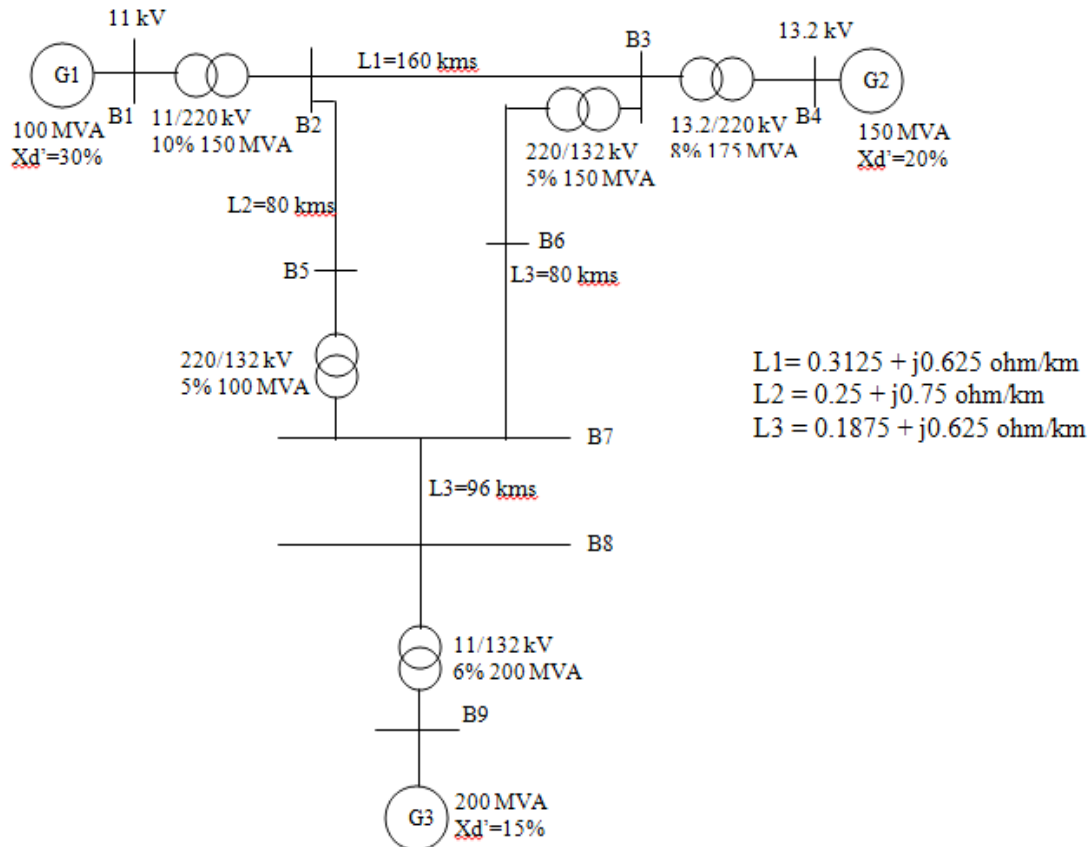 11 kV
G1
B1
100 MVA
Xd'=30%
11/220 kV
10% 150 MVA
B2
L1=160 kms
B3
13.2 kV
G2
B4
13.2/220 kV
8% 175 MVA
150 MVA
Xd'=20%
220/132 kV
5% 150 MVA
L2=80 kms
B5
B6
L3=80 kms
220/132 kV
5% 100 MVA
L1= 0.3125 + j0.625 ohm/km
L2 = 0.25 + j0.75 ohm/km
L3 = 0.1875 + j0.625 ohm/km
B7
L3=96 kms
B8
11/132 kV
6% 200 MVA
B9
G3
200 MVA
Xd'=15%